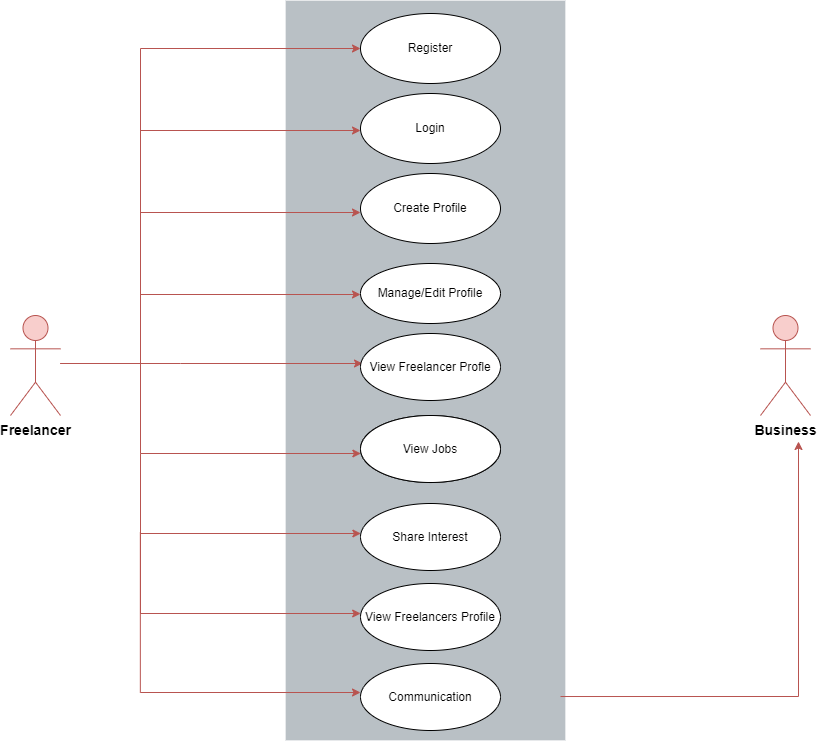 Register
Login
Create Profile
Manage/Edit Profile
View Freelancer Profle
View Jobs
Share Interest
View Freelancers Profile
Communication
Freelancer
Business